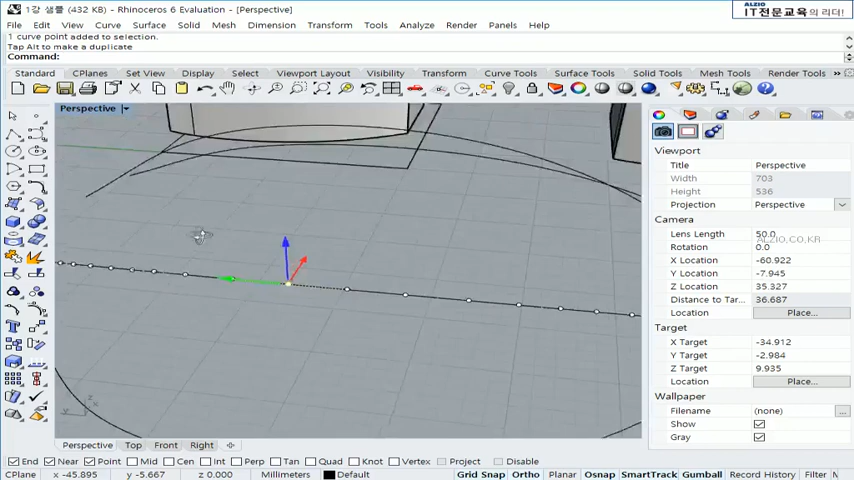 1강 샘플 (432 KB) - Rhinoceros 6 Evaluation - [Perspective]
ALZIO
IT전문교육의 리더!
File Edit View Curve Surface Solid Mesh Dimension Transform Tools Analyze Render Panels Help
1 curve point added to selection.
Tap Alt to make a duplicate
Command:
Standard CPlanes Set View Display Select Viewport Layout Visibility Transform Curve Tools Surface Tools Solid Tools Mesh Tools Render Tools
Perspective
Viewport
Title Perspective
Width 703
Height 536
Projection Perspective
Camera
Lens Length 50.0
ALZIO.CO.KR
Rotation 0.0
X Location -60.922
Y Location -7.945
Z Location 35.327
Distance to Tar... 36.687
Location Place...
Target
X Target -34.912
Y Target -2.984
Z Target 9.935
Location Place...
Wallpaper
Filename (none) ...
Show
Gray
z
x
y
Perspective Top Front Right
End Near Point Mid Cen Int Perp Tan Quad Knot Vertex Project Disable
CPlane x -45.895 y -5.667 z 0.000 Millimeters Default Grid Snap Ortho Planar Osnap SmartTrack Gumball Record History Filter